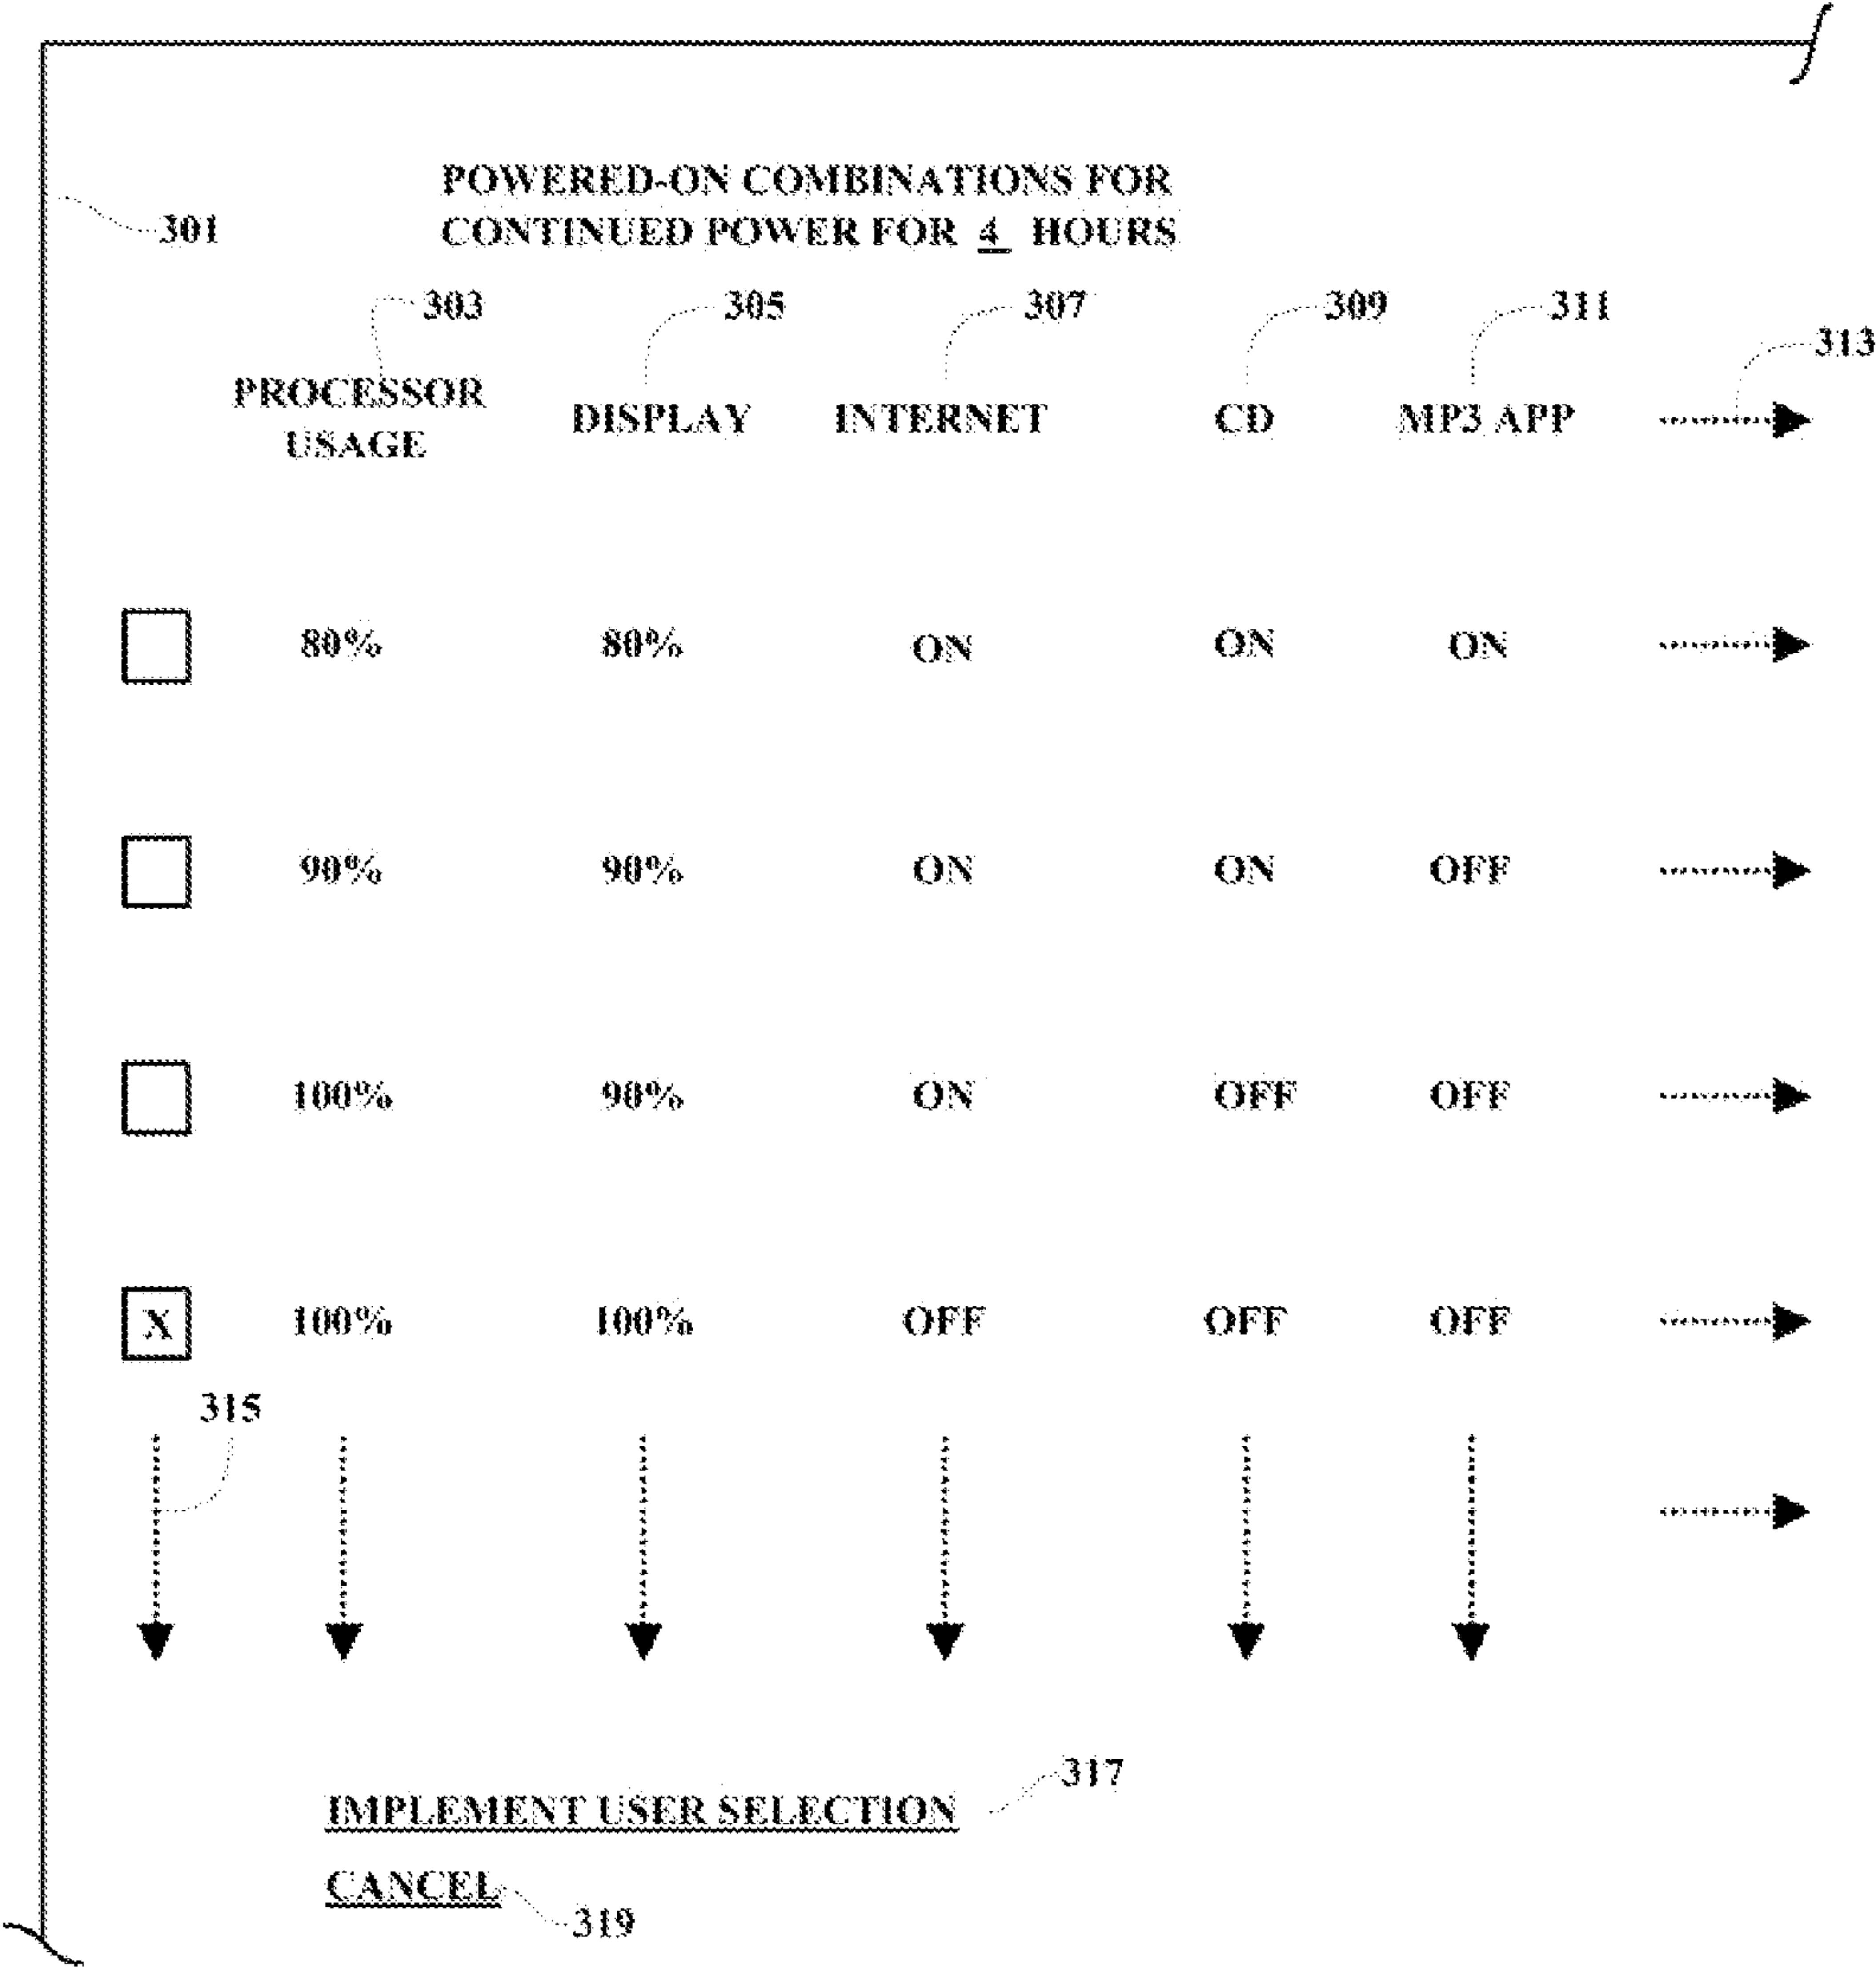 POWERED-ON COMBINATIONS FOR
CONTINUED POWER FOR 4 HOURS
301
303 305 307 309 311 313
PROCESSOR USAGE DISPLAY INTERNET CD MP3 APP
80% 80% ON ON ON
90% 90% ON ON OFF
100% 90% ON OFF OFF
X 100% 100% OFF OFF OFF
315
317
IMPLEMENT USER SELECTION
CANCEL
319